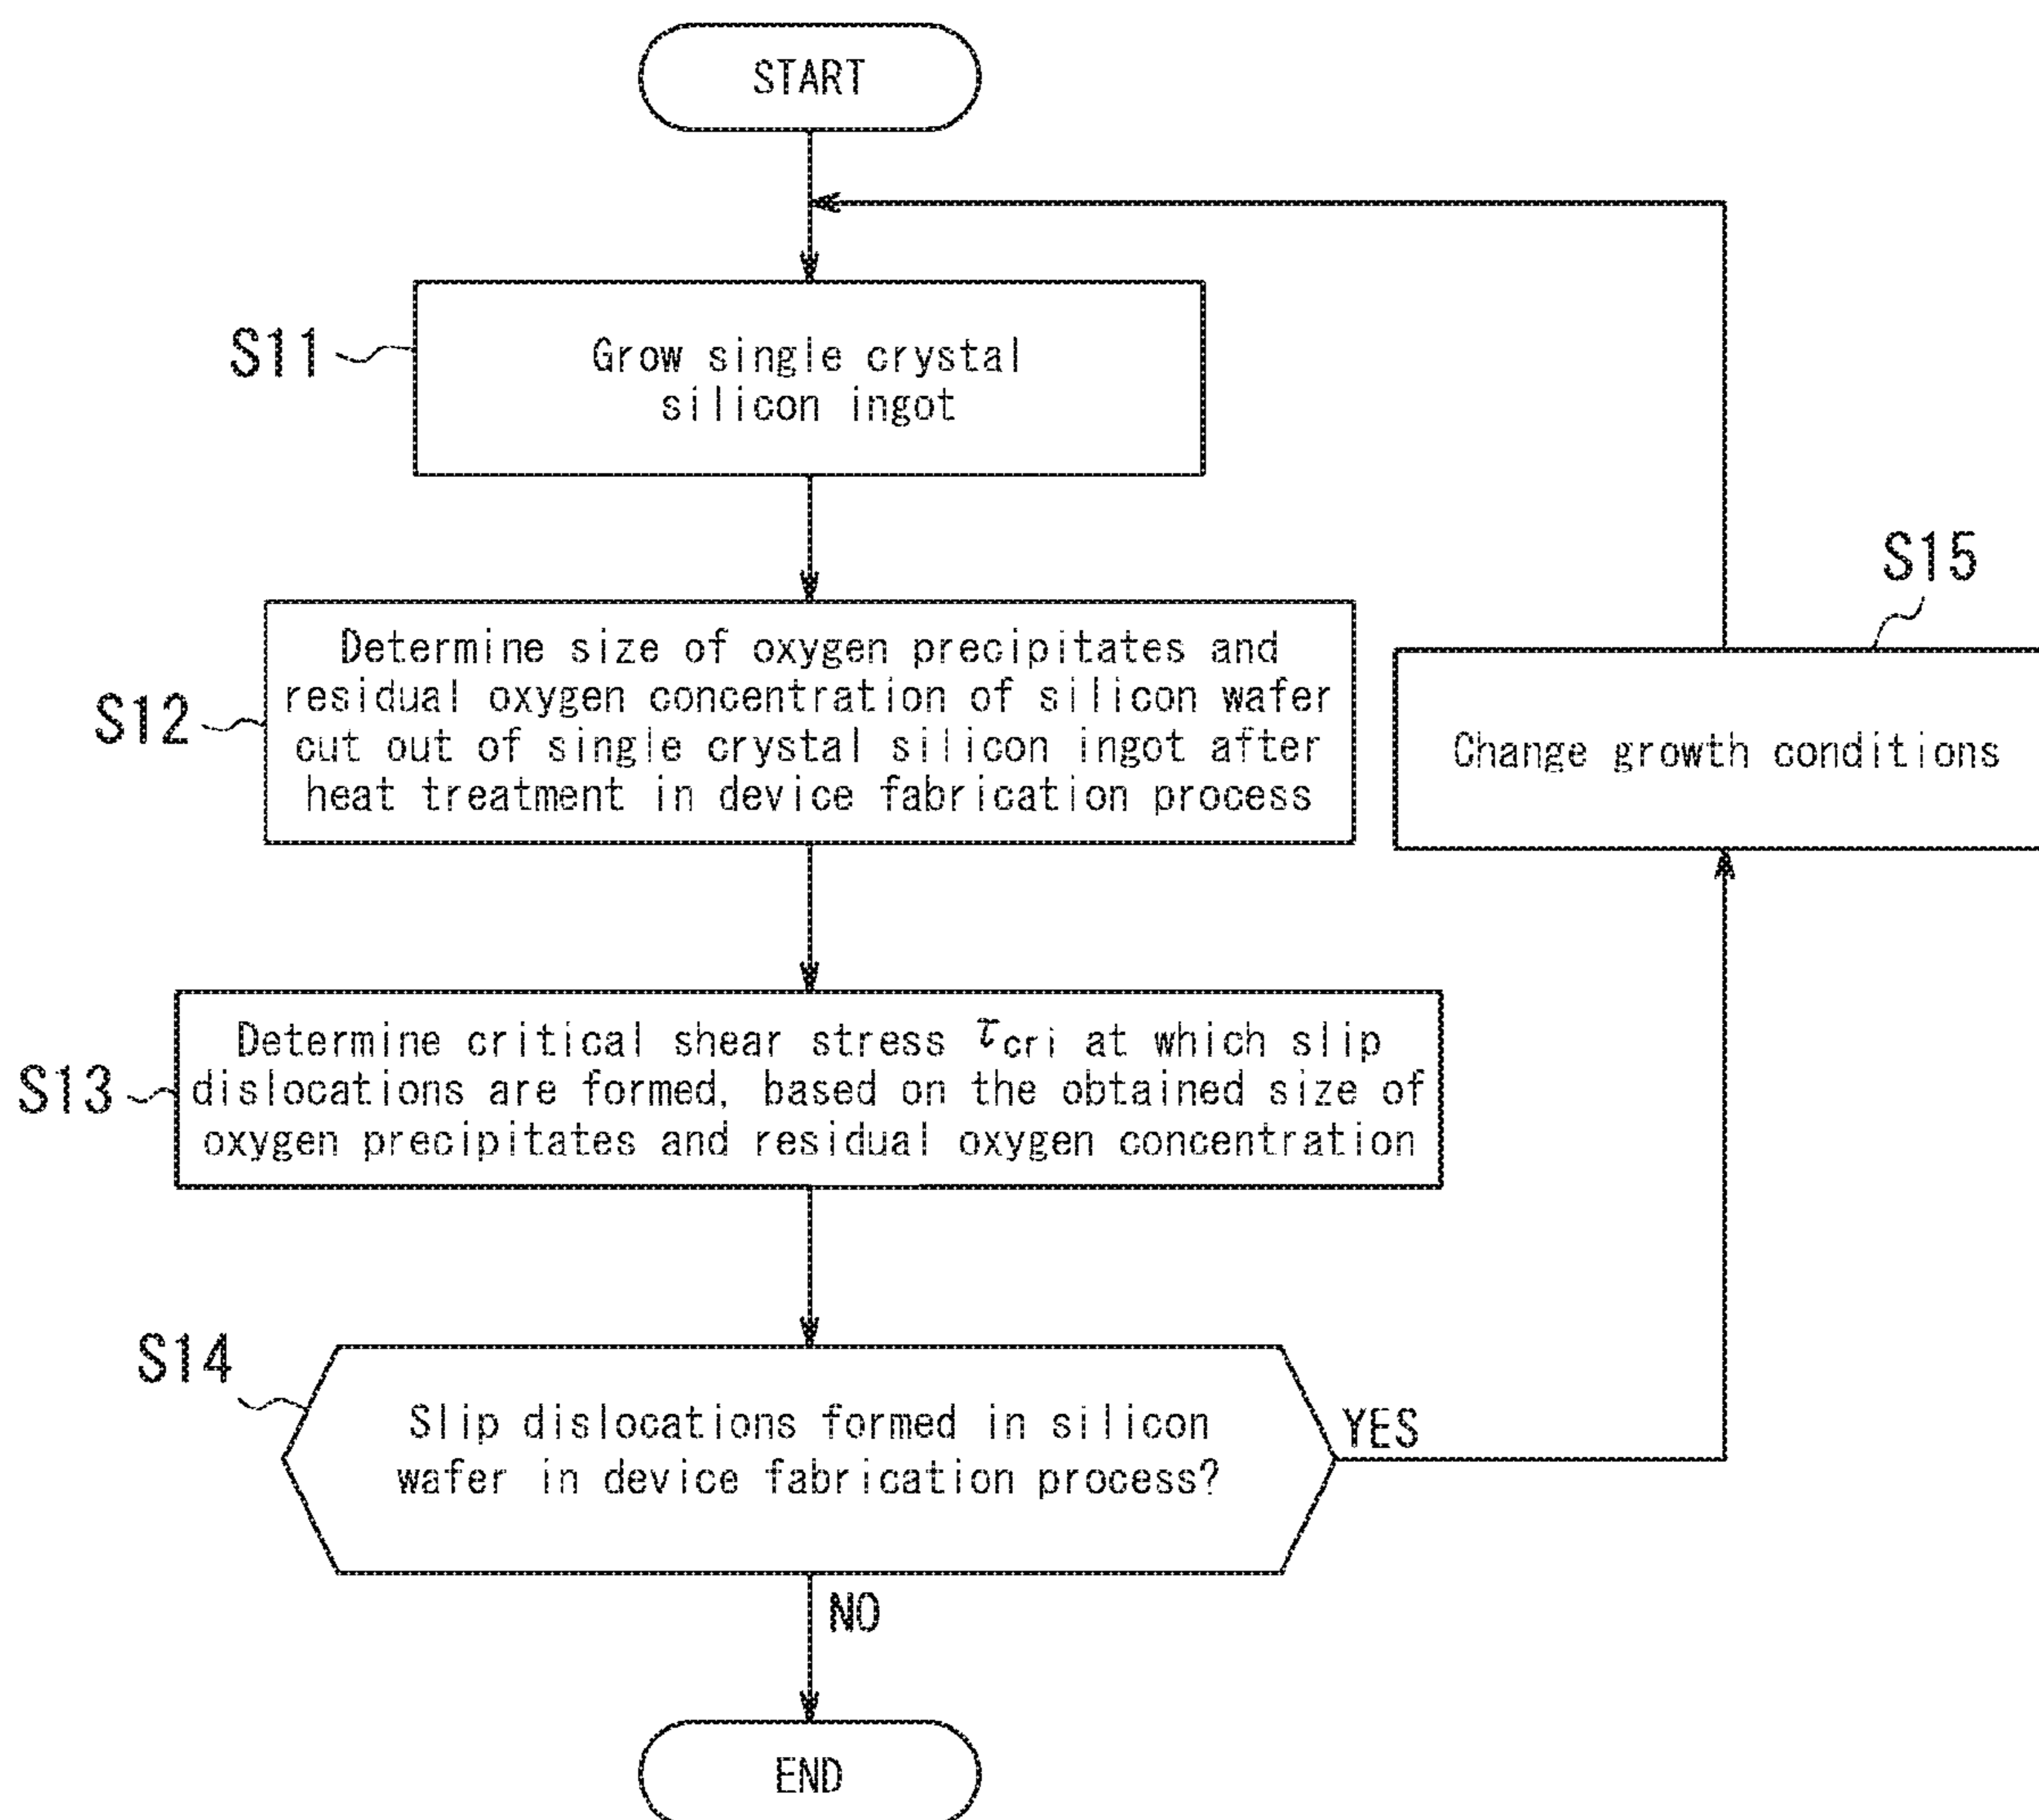 START
S11
Grow single crystal
silicon ingot
S12
Determine size of oxygen precipitates and
residual oxygen concentration of silicon wafer
cut out of single crystal silicon ingot after
heat treatment in device fabrication process
S15
Change growth conditions
S13
Determine critical shear stress τcri at which slip
dislocations are formed, based on the obtained size of
oxygen precipitates and residual oxygen concentration
S14
Slip dislocations formed in silicon
wafer in device fabrication process?
YES
NO
END